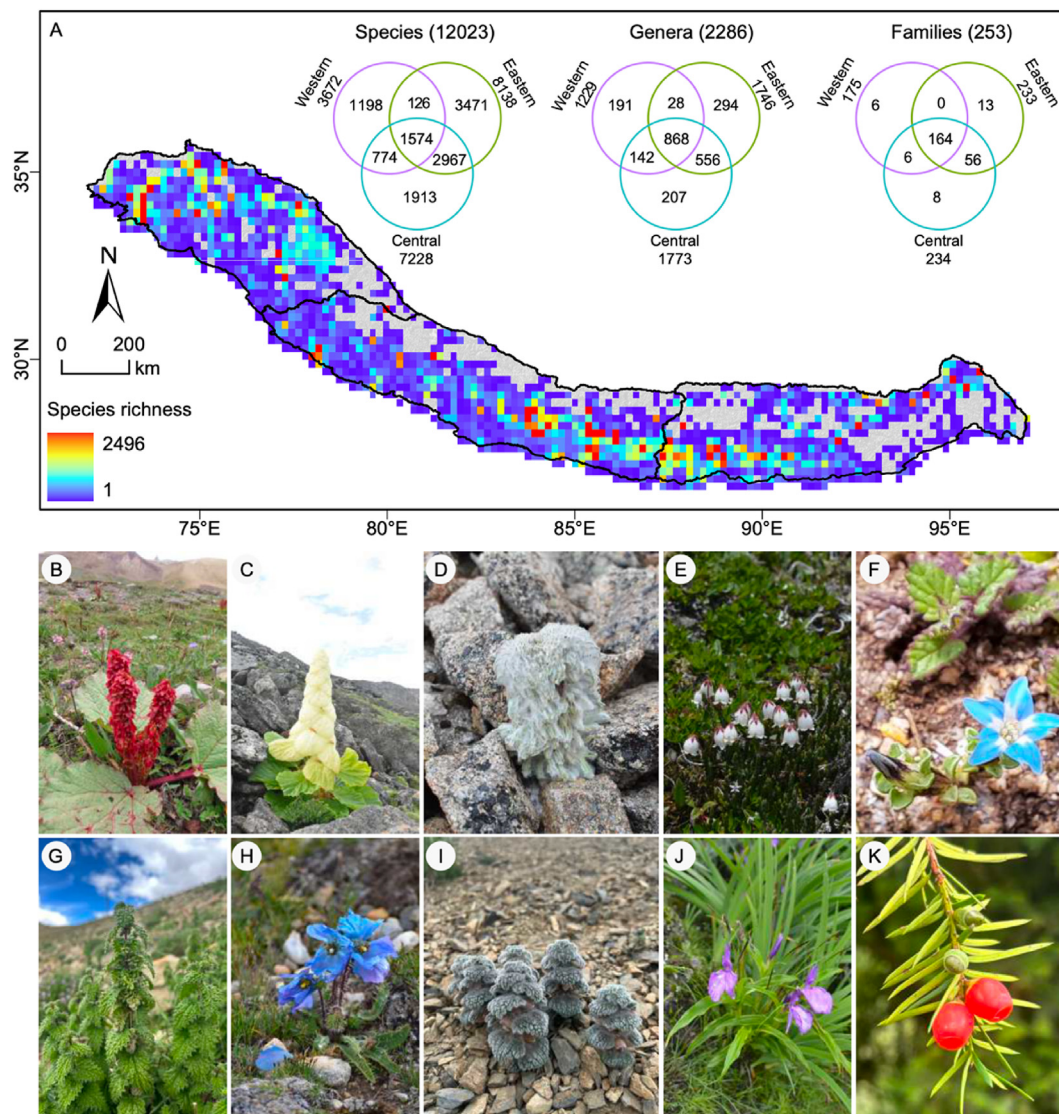 A
Species (12023)
Genera (2286)
Families (253)
Western
3672
Eastern
8138
1198
126
3471
1574
774
2967
1913
Central
7228
Western
1229
Eastern
1746
191
28
294
868
142
556
207
Central
1773
Western
175
Eastern
233
6
0
13
164
6
56
8
Central
234
35°N
30°N
N
0 200
km
Species richness
2496
1
75°E 80°E 85°E 90°E 95°E
B C D E F
G H I J K